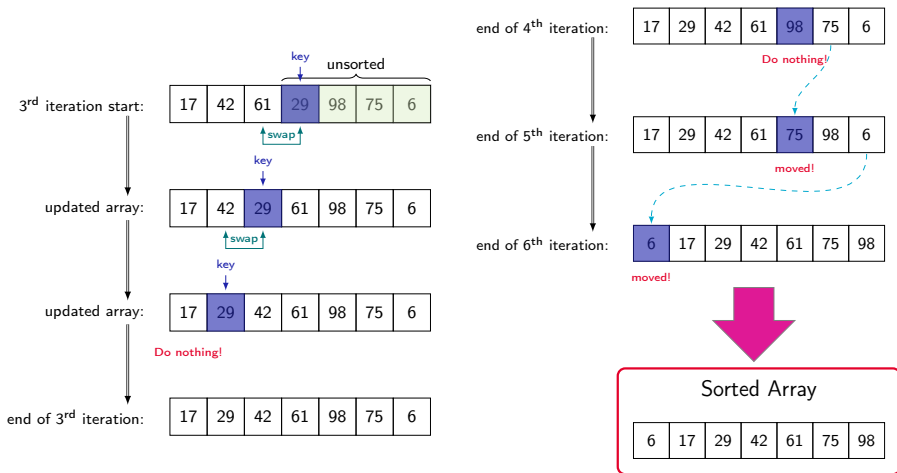 key
unsorted
3rd iteration start: 17 42 61 29 98 75 6
swap
key
updated array: 17 42 29 61 98 75 6
swap
key
updated array: 17 29 42 61 98 75 6
Do nothing!
end of 3rd iteration: 17 29 42 61 98 75 6
end of 4th iteration: 17 29 42 61 98 75 6
Do nothing!
end of 5th iteration: 17 29 42 61 75 98 6
moved!
end of 6th iteration: 6 17 29 42 61 75 98
moved!
Sorted Array
6 17 29 42 61 75 98